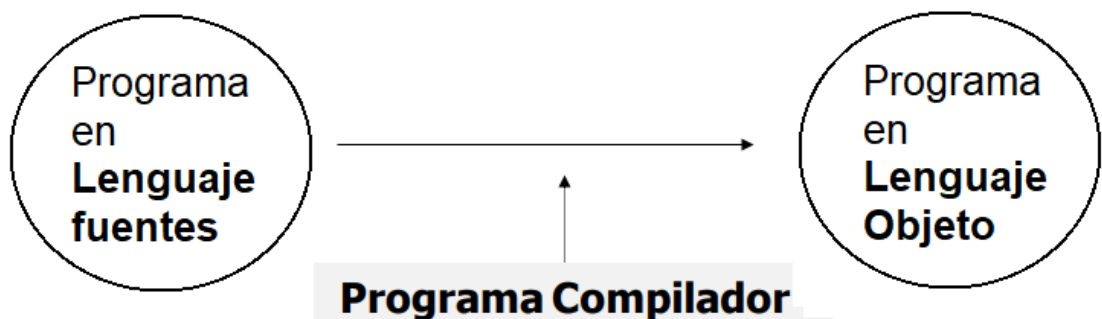 Programa
en
Lenguaje
fuentes
Programa
en
Lenguaje
Objeto
Programa Compilador